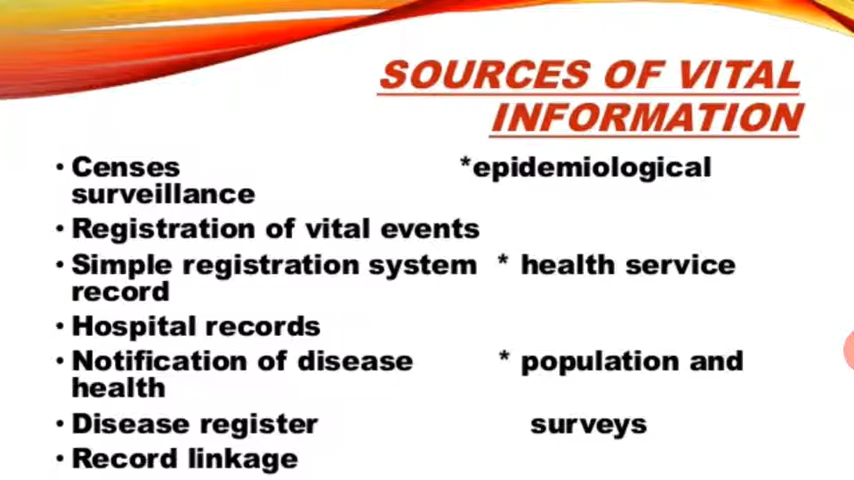 SOURCES OF VITAL
INFORMATION
• Censes *epidemiological
surveillance
• Registration of vital events
• Simple registration system * health service
record
• Hospital records
• Notification of disease * population and
health
• Disease register surveys
• Record linkage